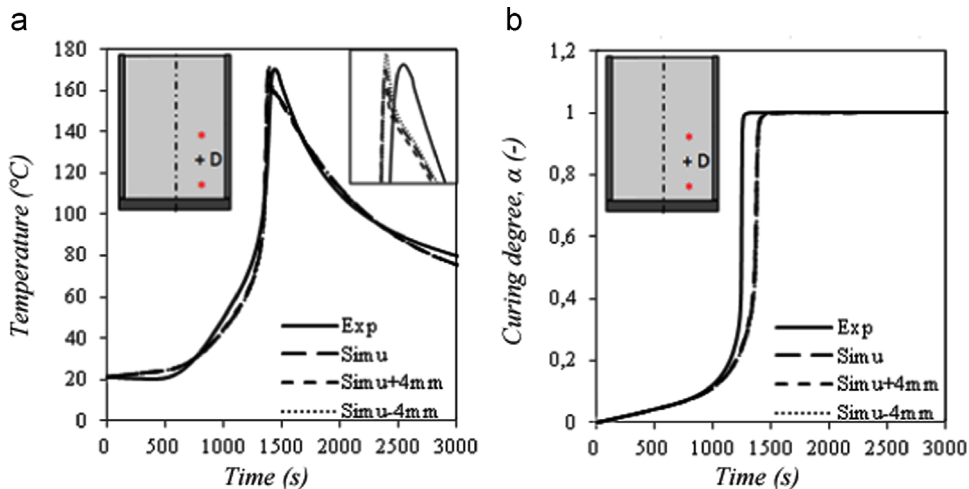 a
180
160
140
120
100
80
60
40
20
0
Temperature (°C)
+ D
Exp
Simu
Simu+4mm
Simu-4mm
0 500 1000 1500 2000 2500 3000
Time (s)
b
1,2
1
0,8
0,6
0,4
0,2
0
Curing degree, α (-)
+ D
Exp
Simu
Simu+4mm
Simu-4mm
0 500 1000 1500 2000 2500 3000
Time (s)